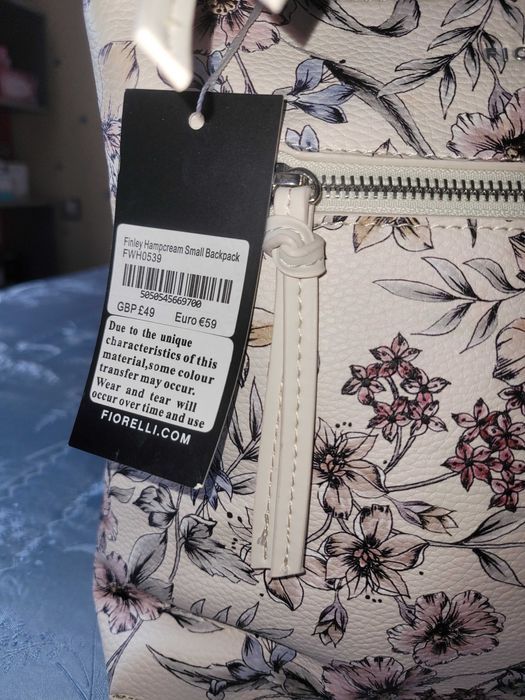 Finley Hampcream Small Backpack
FWH0539
5050545669700
GBP £49 Euro €59
Due to the unique
characteristics of this
material,some colour
transfer may occur.
Wear and tear will
occur over time and use
FIORELLI.COM